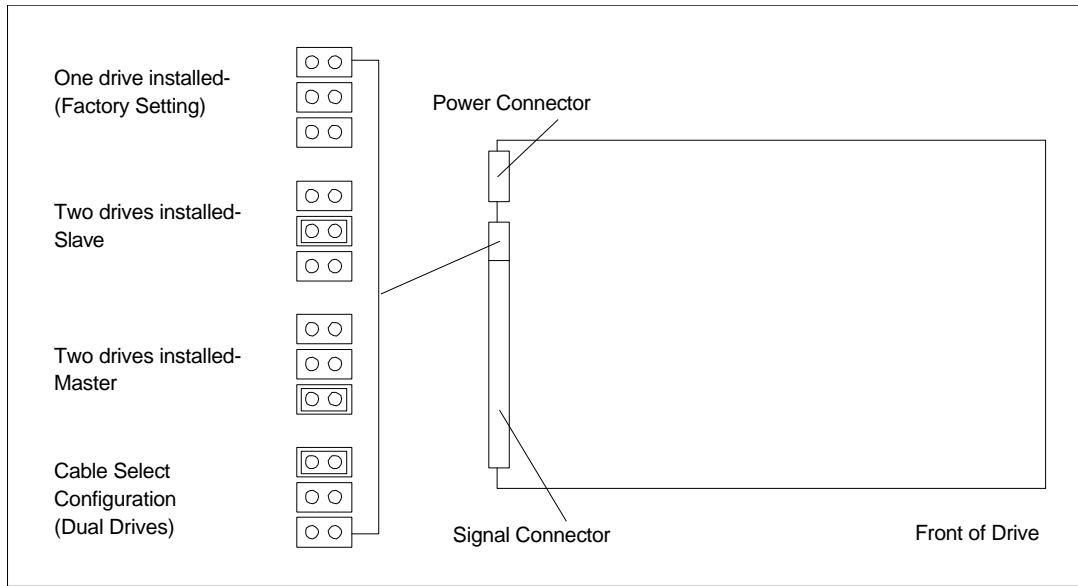 One drive installed-
(Factory Setting)
Power Connector
Two drives installed-
Slave
Two drives installed-
Master
Cable Select
Configuration
(Dual Drives)
Signal Connector
Front of Drive